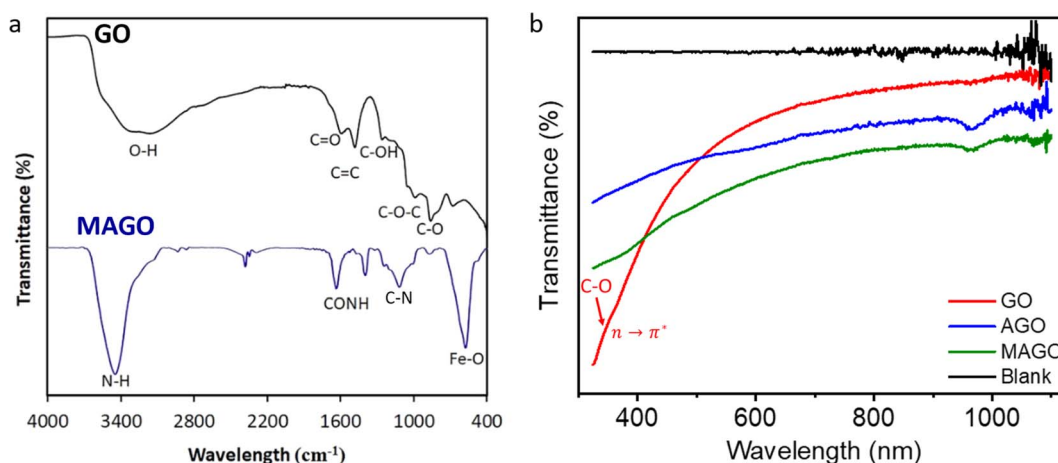 a
GO
O-H
C=O
C=C
C-OH
C-O-C
C-O
MAGO
N-H
CONH
C-N
Fe-O
Transmittance (%)
4000 3400 2800 2200 1600 1000 400
Wavelength (cm⁻¹)
b
Transmittance (%)
C-O
n → π*
GO
AGO
MAGO
Blank
400 600 800 1000
Wavelength (nm)